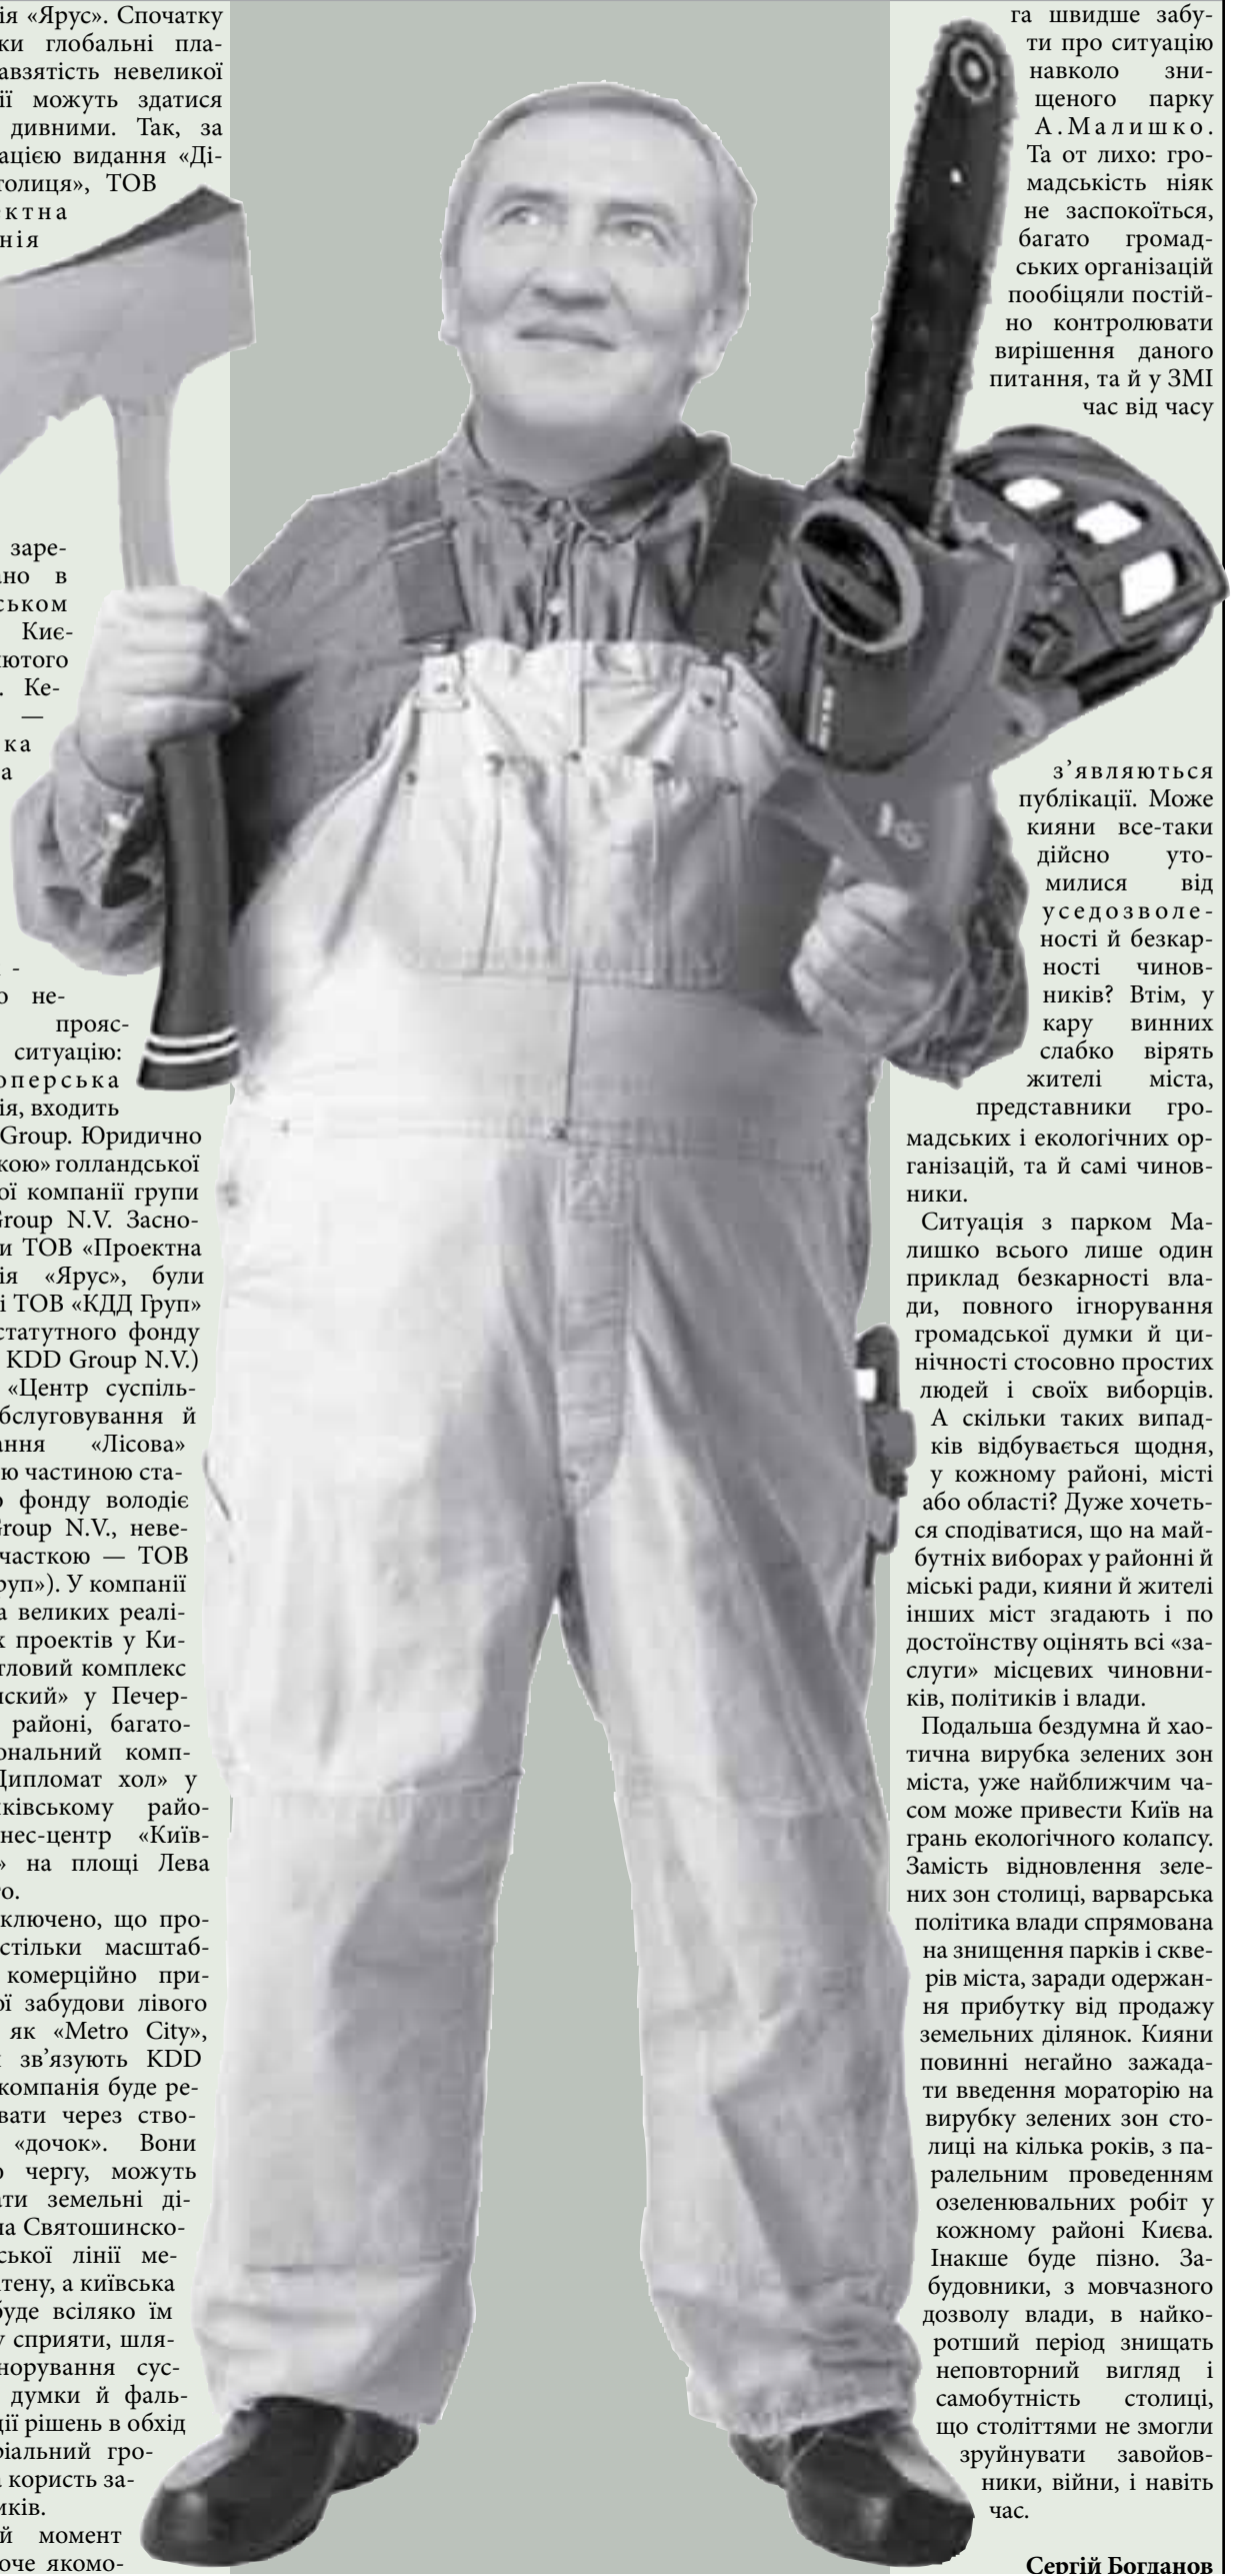 ія «Ярус». Спочатку
ки глобальні пла-
авзятість невеликої
ії можуть здатися
дивними. Так, за
ацією видання «Ді-
толиця», ТОВ
ектна
нія
заре-
ано в
ському
Киє-
ютого
. Ке-
—
ка
а
-
о не-
прояс-
ситуацію:
оперська
ія, входить
Group. Юридично
кою» голландської
ої компанії групи
Group N.V. Засно-
и ТОВ «Проектна
ія «Ярус», були
і ТОВ «КДД Груп»
статутного фонду
KDD Group N.V.)
«Центр суспіль-
бслуговування й
ання «Лісова»
ю частиною ста-
о фонду володіє
Group N.V., неве-
часткою — ТОВ
руп»). У компанії
а великих реалі-
х проектів у Ки-
тловий комплекс
нский» у Печер-
районі, багато-
ональний комп-
Дипломат хол» у
нківському райо-
нес-центр «Київ-
» на площі Лева
го.
ключено, що про-
стільки масштаб-
комерційно при-
ої забудови лівого
як «Metro City»,
зв’язують KDD
компанія буде ре-
вати через ство-
«дочок». Вони
о чергу, можуть
ати земельні ді-
на Святошинско-
ської лінії ме-
тену, а київська
буде всіляко їм
у сприяти, шля-
норування сус-
думки й фаль-
ції рішень в обхід
ріальний гро-
а користь за-
иків.
й момент
оче якомо-
га швидше забу-
ти про ситуацію
навколо зни-
щеного парку
А.Малишко.
Та от лихо: гро-
мадськість ніяк
не заспокоїться,
багато громад-
ських організацій
пообіцяли постій-
но контролювати
вирішення даного
питання, та й у ЗМІ
час від часу
з’являються
публікації. Може
кияни все-таки
дійсно уто-
милися від
уседозволе-
ності й безкар-
ності чинов-
ників? Втім, у
кару винних
слабко вірять
жителі міста,
представники гро-
мадських і екологічних ор-
ганізацій, та й самі чинов-
ники.
Ситуація з парком Ма-
лишко всього лише один
приклад безкарності вла-
ди, повного ігнорування
громадської думки й ци-
нічності стосовно простих
людей і своїх виборців.
А скільки таких випад-
ків відбувається щодня,
у кожному районі, місті
або області? Дуже хочеть-
ся сподіватися, що на май-
бутніх виборах у районні й
міські ради, кияни й жителі
інших міст згадають і по
достоїнству оцінять всі «за-
слуги» місцевих чиновни-
ків, політиків і влади.
Подальша бездумна й хао-
тична вирубка зелених зон
міста, уже найближчим ча-
сом може привести Київ на
грань екологічного колапсу.
Замість відновлення зеле-
них зон столиці, варварська
політика влади спрямована
на знищення парків і скве-
рів міста, заради одержан-
ня прибутку від продажу
земельних ділянок. Кияни
повинні негайно зажада-
ти введення мораторію на
вирубку зелених зон сто-
лиці на кілька років, з па-
ралельним проведенням
озеленювальних робіт у
кожному районі Києва.
Інакше буде пізно. За-
будовники, з мовчазного
дозволу влади, в найко-
ротший період знищать
неповторний вигляд і
самобутність столиці,
що століттями не змогли
зруйнувати завойов-
ники, війни, і навіть
час.
Сергій Богданов